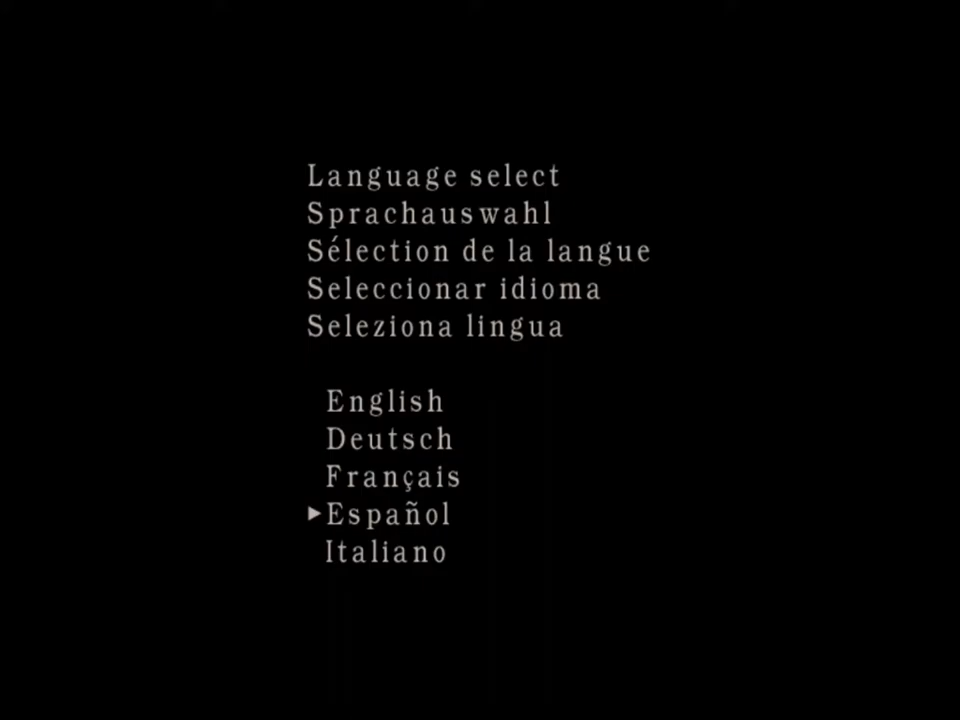 Language select
Sprachauswahl
Sélection de la langue
Seleccionar idioma
Seleziona lingua
English
Deutsch
Français
Español
Italiano